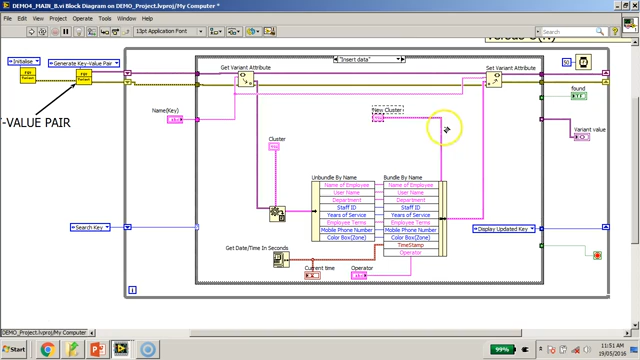 DEMO4_MAIN_B.vi Block Diagram on DEMO_Project.lvproj/My Computer *
File Edit View Project Operate Tools Window Help
13pt Application Font
Search
Versus O(N)
Initialise
Generate Key-Value Pair
Get Variant Attribute
"Insert data"
Set Variant Attribute
50
found
TF
Name(Key)
New Cluster
Y-VALUE PAIR
Variant value
Cluster
Unbundle By Name
Bundle By Name
Name of Employee
Name of Employee
User Name
User Name
Department
Department
Staff ID
Staff ID
Years of Service
Years of Service
Employee Terms
Employee Terms
Mobile Phone Number
Mobile Phone Number
Color Box(Zone)
Color Box(Zone)
TimeStamp
Operator
Search Key
Display Updated Key
Get Date/Time In Seconds
Current time
Operator
i
DEMO_Project.lvproj/My Computer
Start
99%
11:51 AM
19/05/2016